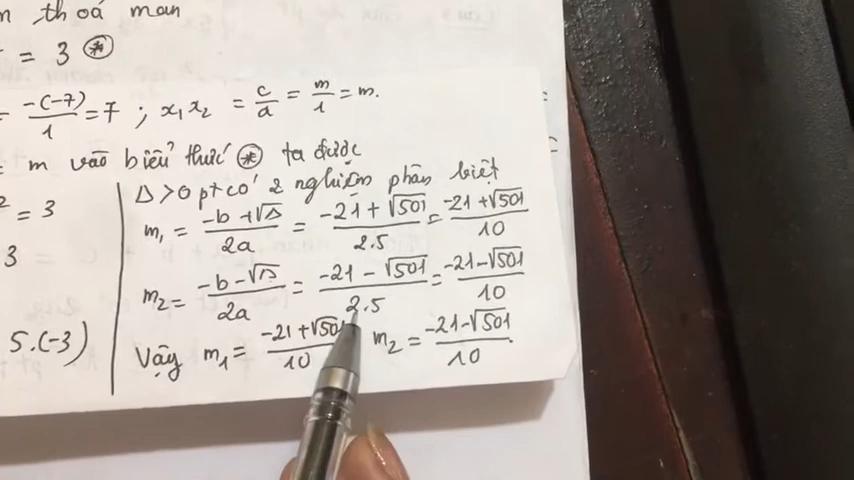 thoả man
= 3 (*)
-(-7)/1 = 7 ; x₁x₂ = c/a = m/1 = m.
m vào biểu thức (*) ta được
² = 3
3
5.(-3)
Δ>0 pt có 2 nghiệm phân biệt
m₁ = (-b+√Δ)/2a = (-21+√501)/2.5 = (-21+√501)/10
m₂ = (-b-√Δ)/2a = (-21-√501)/2.5 = (-21-√501)/10
Vậy m₁ = (-21+√501)/10 m₂ = (-21-√501)/10.